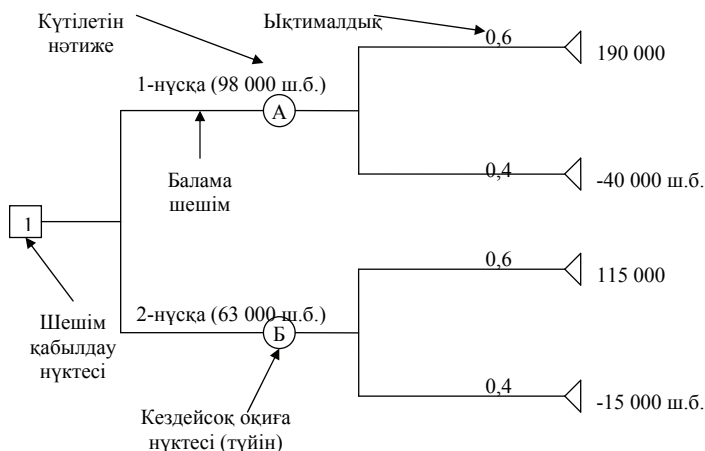 Күтілетін
нәтиже
Ықтималдық
0,6
190 000
1-нұсқа (98 000 ш.б.)
А
Балама
шешім
0,4
-40 000 ш.б.
1
Шешім
қабылдау
нүктесі
0,6
115 000
2-нұсқа (63 000 ш.б.)
Б
Кездейсоқ оқиға
нүктесі (түйін)
0,4
-15 000 ш.б.